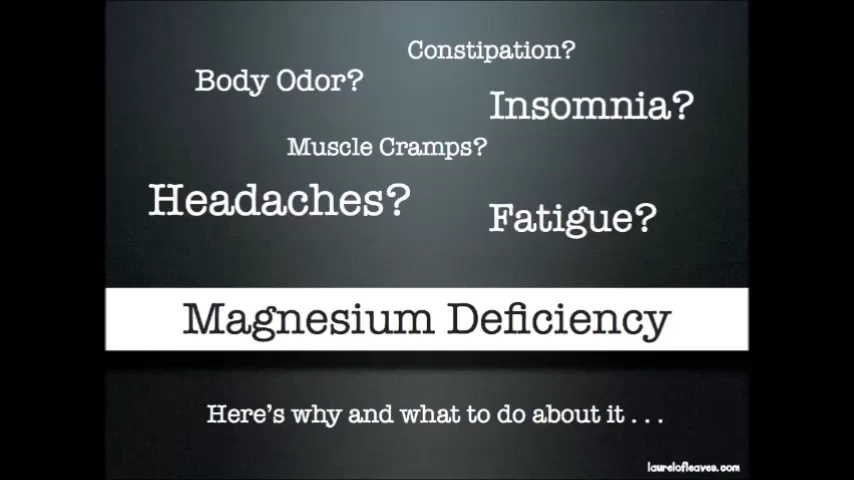 Constipation?
Body Odor?
Insomnia?
Muscle Cramps?
Headaches?
Fatigue?
Magnesium Deficiency
Here's why and what to do about it . . .
laurelofleaves.com